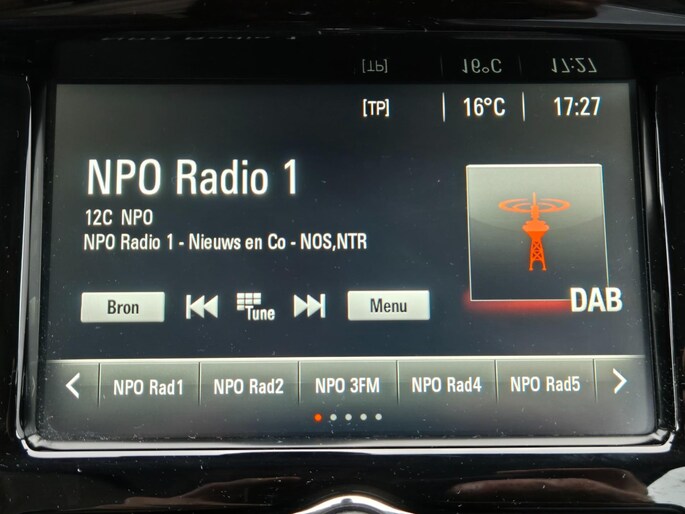 [TP] 16°C 17:27
NPO Radio 1
12C NPO
NPO Radio 1 - Nieuws en Co - NOS,NTR
DAB
Bron Tune Menu
NPO Rad1 NPO Rad2 NPO 3FM NPO Rad4 NPO Rad5